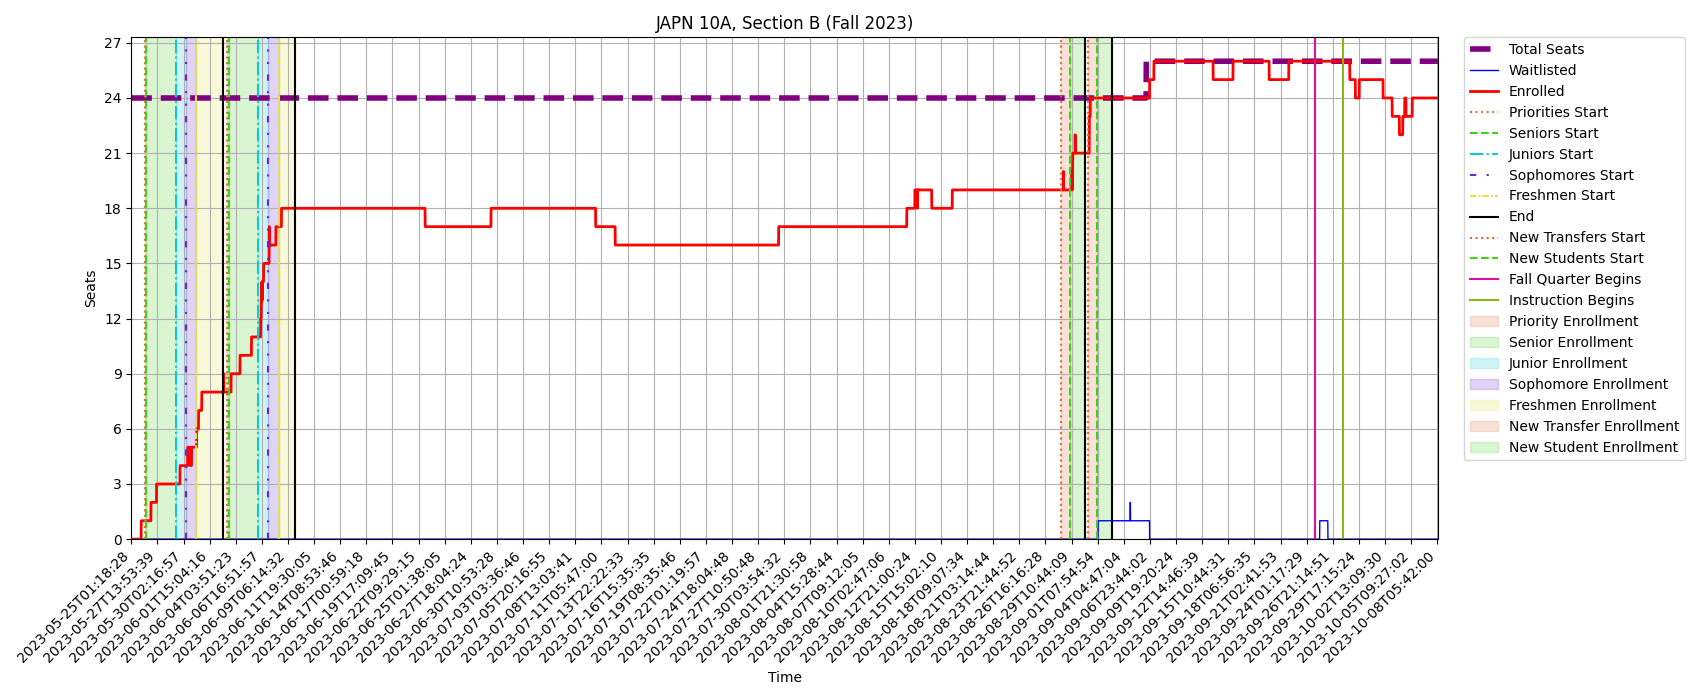 JAPN 10A, Section B (Fall 2023)
Seats
27
24
21
18
15
12
9
6
3
0
2023-05-25T01:18:28
2023-05-27T13:53:39
2023-05-30T02:16:57
2023-06-01T15:04:16
2023-06-04T03:51:23
2023-06-06T16:51:57
2023-06-09T06:14:32
2023-06-11T19:30:05
2023-06-14T08:53:46
2023-06-17T00:59:18
2023-06-19T17:09:45
2023-06-22T09:29:15
2023-06-25T01:38:05
2023-06-27T18:04:24
2023-06-30T10:53:28
2023-07-03T03:36:46
2023-07-05T20:16:55
2023-07-08T13:03:41
2023-07-11T05:47:00
2023-07-13T22:22:33
2023-07-16T15:35:35
2023-07-19T08:35:46
2023-07-22T01:19:57
2023-07-24T18:04:48
2023-07-27T10:50:48
2023-07-30T03:54:32
2023-08-01T21:30:58
2023-08-04T15:28:44
2023-08-07T09:12:05
2023-08-10T02:47:06
2023-08-12T21:00:24
2023-08-15T15:02:10
2023-08-18T09:07:34
2023-08-21T03:14:44
2023-08-23T21:44:52
2023-08-26T16:16:28
2023-08-29T10:44:09
2023-09-01T07:54:54
2023-09-04T04:47:04
2023-09-06T23:44:02
2023-09-09T19:20:24
2023-09-12T14:46:39
2023-09-15T10:44:31
2023-09-18T06:56:35
2023-09-21T02:41:53
2023-09-24T01:17:29
2023-09-26T21:14:51
2023-09-29T17:15:24
2023-10-02T13:09:30
2023-10-05T09:27:02
2023-10-08T05:42:00
Time
Total Seats
Waitlisted
Enrolled
Priorities Start
Seniors Start
Juniors Start
Sophomores Start
Freshmen Start
End
New Transfers Start
New Students Start
Fall Quarter Begins
Instruction Begins
Priority Enrollment
Senior Enrollment
Junior Enrollment
Sophomore Enrollment
Freshmen Enrollment
New Transfer Enrollment
New Student Enrollment